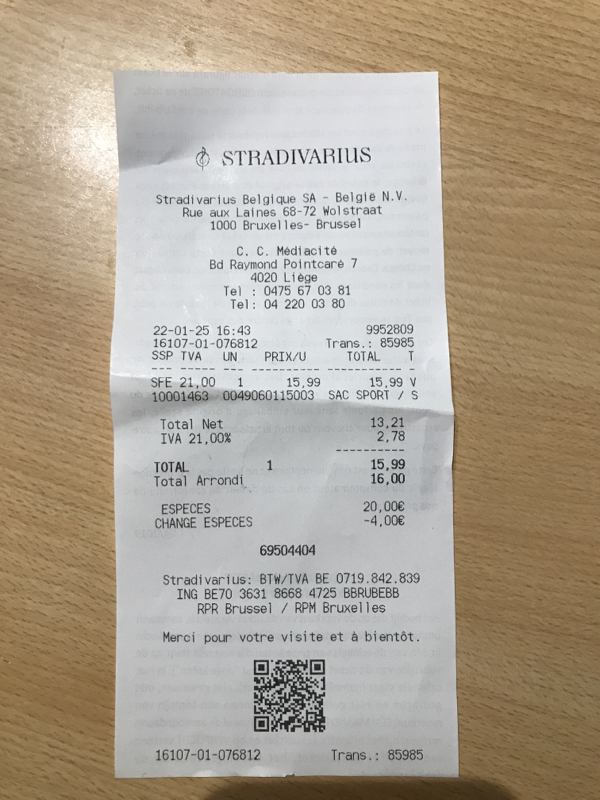 STRADIVARIUS
Stradivarius Belgique SA - België N.V.
Rue aux Laines 68-72 Wolstraat
1000 Bruxelles- Brussel
C. C. Médiacité
Bd Raymond Pointcaré 7
4020 Liège
Tel : 0475 67 03 81
Tel: 04 220 03 80
22-01-25 16:43 9952809
16107-01-076812 Trans.: 85985
SSP TVA UN PRIX/U TOTAL T
SFE 21,00 1 15,99 15,99 V
10001463 0049060115003 SAC SPORT / S
Total Net 13,21
IVA 21,00% 2,78
TOTAL 1 15,99
Total Arrondi 16,00
ESPECES 20,00€
CHANGE ESPECES -4,00€
69504404
Stradivarius: BTW/TVA BE 0719.842.839
ING BE70 3631 8668 4725 BBRUBEBB
RPR Brussel / RPM Bruxelles
Merci pour votre visite et à bientôt.
16107-01-076812 Trans.: 85985